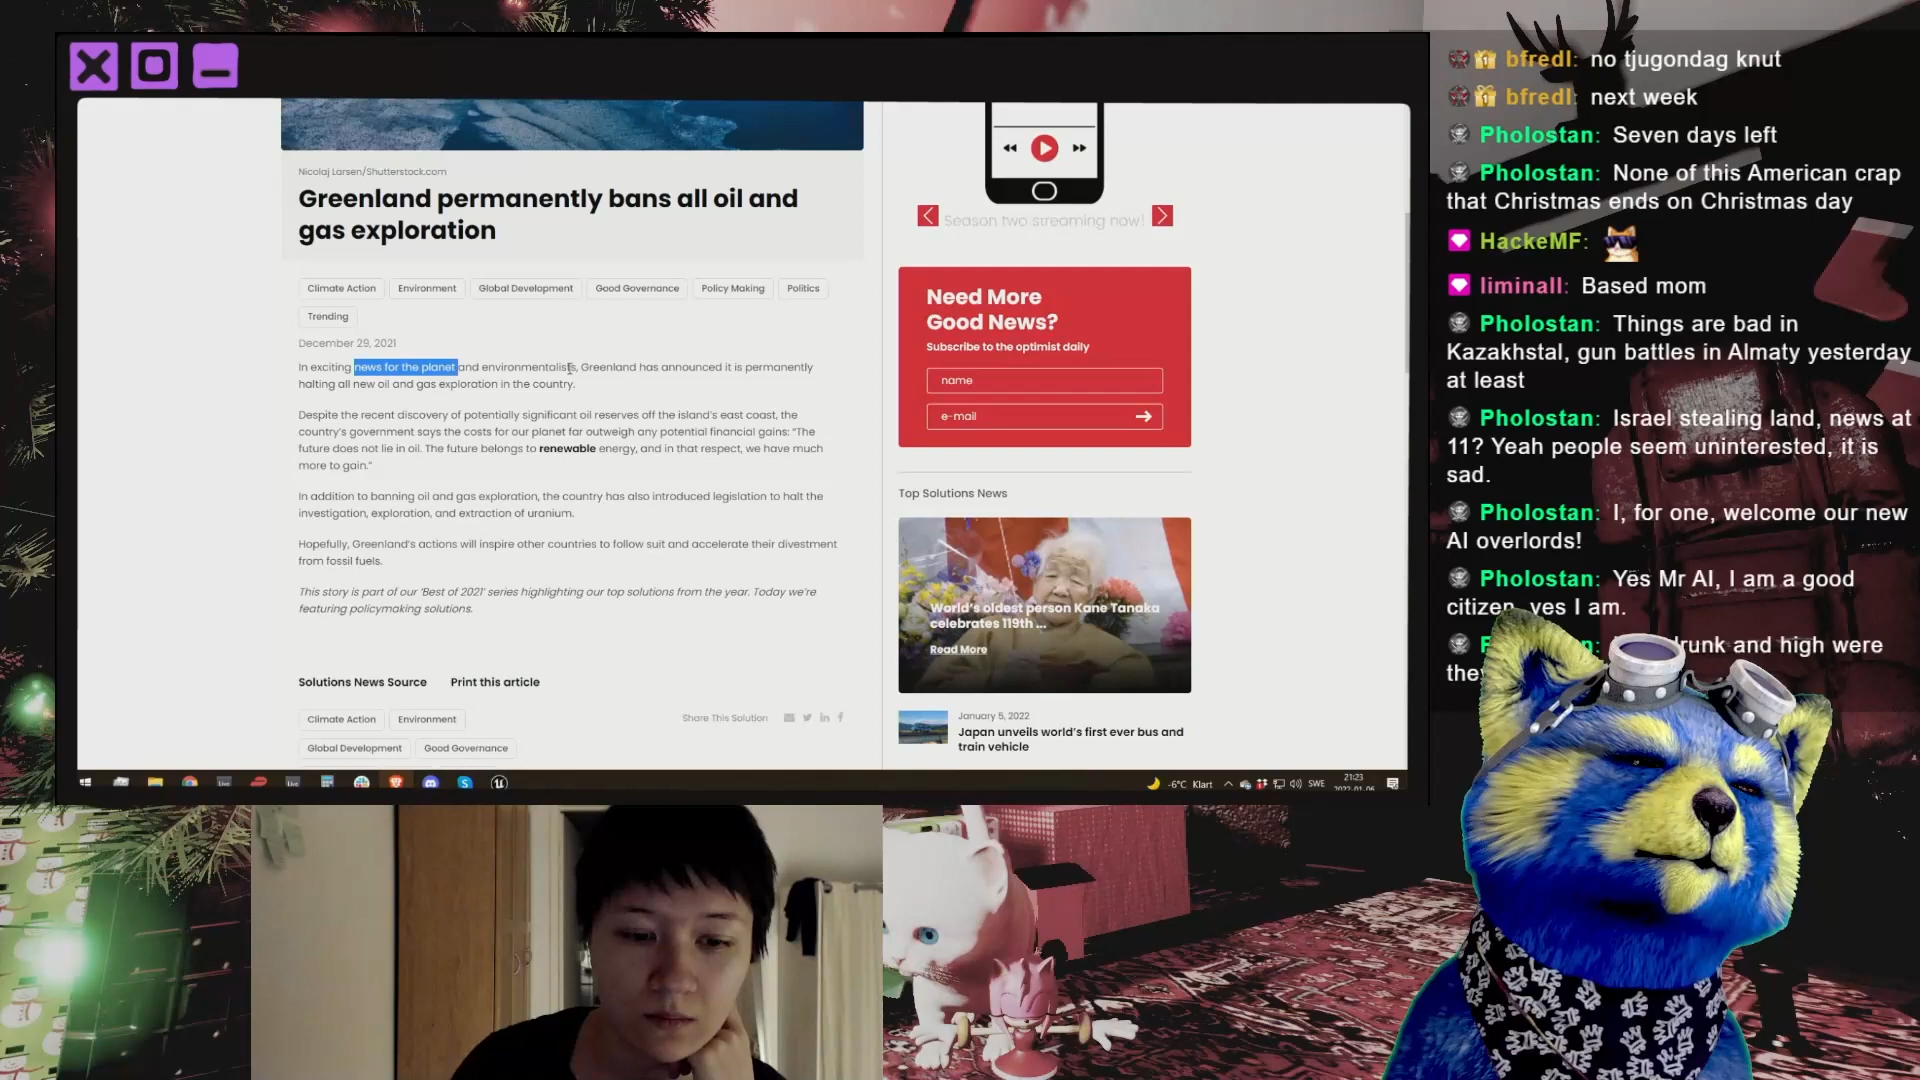 Nicolaj Larsen/Shutterstock.com
Greenland permanently bans all oil and
gas exploration
Climate Action
Environment
Global Development
Good Governance
Policy Making
Politics
Trending
December 29, 2021
In exciting news for the planet and environmentalists, Greenland has announced it is permanently
halting all new oil and gas exploration in the country.
Despite the recent discovery of potentially significant oil reserves off the island's east coast, the
country's government says the costs for our planet far outweigh any potential financial gains: "The
future does not lie in oil. The future belongs to renewable energy, and in that respect, we have much
more to gain."
In addition to banning oil and gas exploration, the country has also introduced legislation to halt the
investigation, exploration, and extraction of uranium.
Hopefully, Greenland's actions will inspire other countries to follow suit and accelerate their divestment
from fossil fuels.
This story is part of our 'Best of 2021' series highlighting our top solutions from the year. Today we're
featuring policymaking solutions.
Solutions News Source
Print this article
Climate Action
Environment
Global Development
Good Governance
Share This Solution
Season two streaming now!
Need More
Good News?
Subscribe to the optimist daily
name
e-mail
Top Solutions News
World's oldest person Kane Tanaka
celebrates 119th ...
Read More
January 5, 2022
Japan unveils world's first ever bus and
train vehicle
-6°C Klart
SWE
21:23
2022-01-06
bfredl: no tjugondag knut
bfredl: next week
Pholostan: Seven days left
Pholostan: None of this American crap
that Christmas ends on Christmas day
HackeMF:
liminall: Based mom
Pholostan: Things are bad in
Kazakhstal, gun battles in Almaty yesterday
at least
Pholostan: Israel stealing land, news at
11? Yeah people seem uninterested, it is
sad.
Pholostan: I, for one, welcome our new
AI overlords!
Pholostan: Yes Mr AI, I am a good
citizen, yes I am.
drunk and high were
they